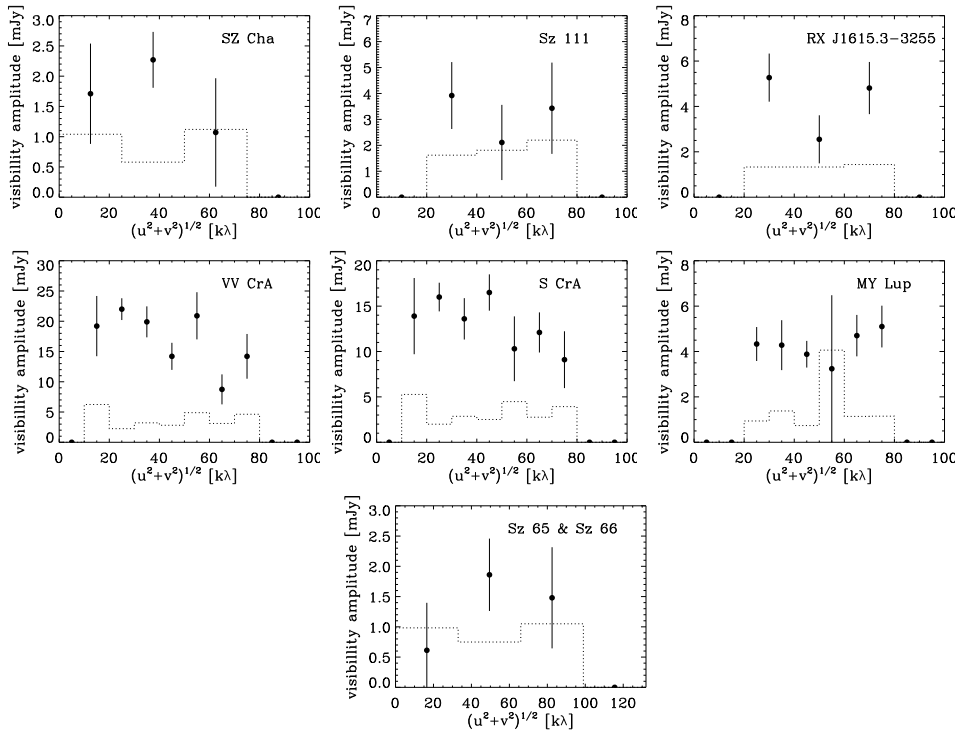 SZ Cha
visibillity amplitude [mJy]
3.0
2.5
2.0
1.5
1.0
0.5
0.0
0 20 40 60 80 100
(u²+v²)^1/2 [kλ]
Sz 111
visibillity amplitude [mJy]
7
6
5
4
3
2
1
0
0 20 40 60 80 100
(u²+v²)^1/2 [kλ]
RX J1615.3−3255
visibillity amplitude [mJy]
8
6
4
2
0
0 20 40 60 80 100
(u²+v²)^1/2 [kλ]
VV CrA
visibillity amplitude [mJy]
30
25
20
15
10
5
0
0 20 40 60 80 100
(u²+v²)^1/2 [kλ]
S CrA
visibillity amplitude [mJy]
20
15
10
5
0
0 20 40 60 80 100
(u²+v²)^1/2 [kλ]
MY Lup
visibillity amplitude [mJy]
8
6
4
2
0
0 20 40 60 80 100
(u²+v²)^1/2 [kλ]
Sz 65 & Sz 66
visibillity amplitude [mJy]
3.0
2.5
2.0
1.5
1.0
0.5
0.0
0 20 40 60 80 100 120
(u²+v²)^1/2 [kλ]